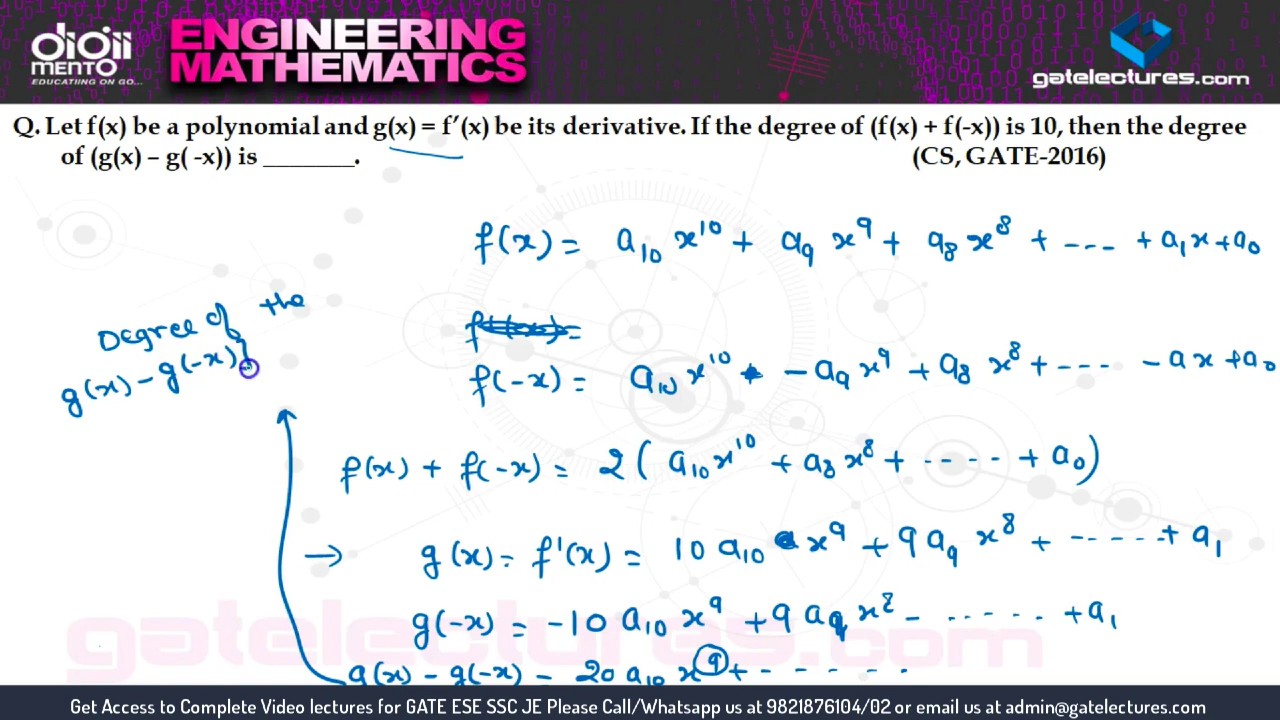 digii
MENTO
EDUCATIION ON GO...
ENGINEERING
MATHEMATICS
gatelectures.com
Q. Let f(x) be a polynomial and g(x) = f′(x) be its derivative. If the degree of (f(x) + f(-x)) is 10, then the degree
of (g(x) – g( -x)) is _______.
(CS, GATE-2016)
f(x) = a₁₀ x¹⁰ + a₉ x⁹ + a₈ x⁸ + --- + a₁x+a₀
f(-x) = a₁₀ x¹⁰ - a₉ x⁹ + a₈ x⁸ + ---- - ax +a₀
Degree of the
g(x) - g(-x)
f(x) + f(-x) = 2 ( a₁₀ x¹⁰ + a₈ x⁸ + ----- + a₀ )
→ g(x) = f'(x) = 10 a₁₀ x⁹ + 9 a₉ x⁸ + ------ + a₁
g(-x) = -10 a₁₀ x⁹ + 9 a₉ x⁸ - ------ + a₁
g(x) - g(-x) = 20 a₁₀ x⁹ + ------
gatelectures.com
Get Access to Complete Video lectures for GATE ESE SSC JE Please Call/Whatsapp us at 9821876104/02 or email us at admin@gatelectures.com